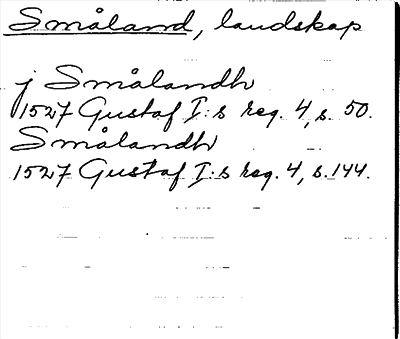 Småland, landskap
j Smålandh
1527 Gustaf I:s reg. 4, s. 50.
Smålandh
1527 Gustaf I:s reg. 4, s. 144.